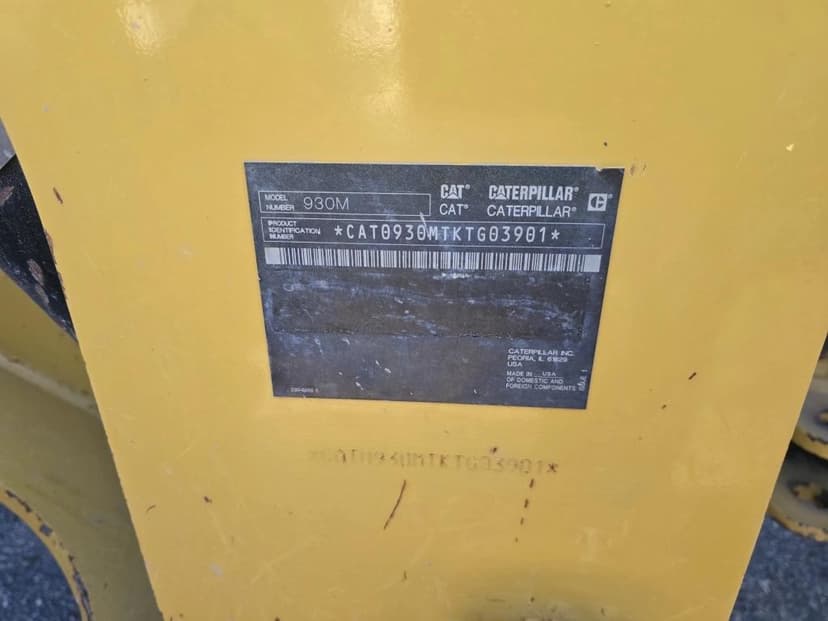 MODEL NUMBER 930M
CAT® CATERPILLAR®
CAT® CATERPILLAR®
PRODUCT IDENTIFICATION NUMBER *CAT0930MTKTG03901*
CATERPILLAR INC.
PEORIA, IL 61629
USA
MADE IN USA
OF DOMESTIC AND
FOREIGN COMPONENTS
*CAT0930MTKTG03901*